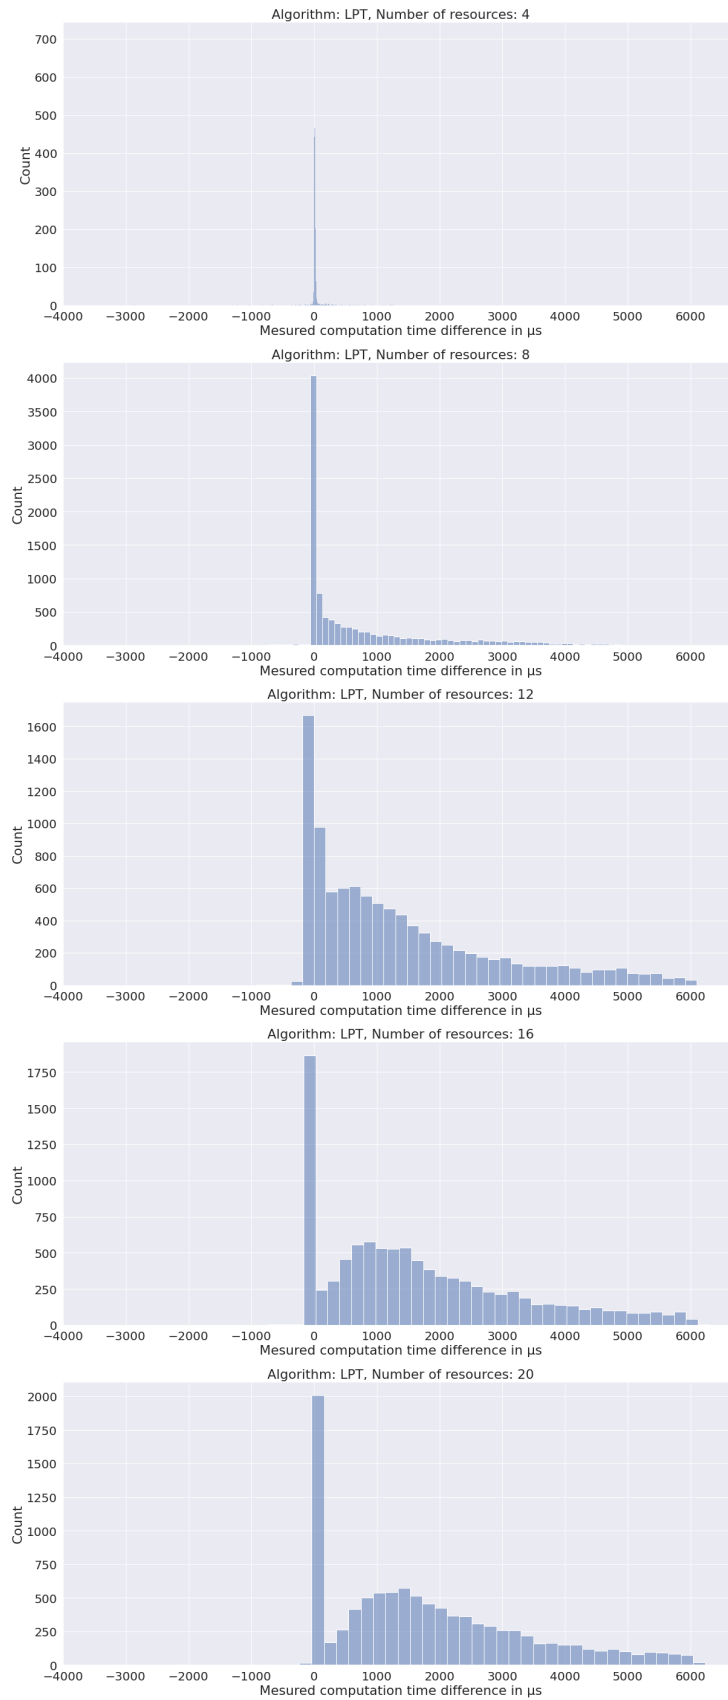 Algorithm: LPT, Number of resources: 4
700
600
500
400
300
200
100
0
Count
−4000 −3000 −2000 −1000 0 1000 2000 3000 4000 5000 6000
Mesured computation time difference in µs
Algorithm: LPT, Number of resources: 8
4000
3500
3000
2500
2000
1500
1000
500
0
Count
−4000 −3000 −2000 −1000 0 1000 2000 3000 4000 5000 6000
Mesured computation time difference in µs
Algorithm: LPT, Number of resources: 12
1600
1400
1200
1000
800
600
400
200
0
Count
−4000 −3000 −2000 −1000 0 1000 2000 3000 4000 5000 6000
Mesured computation time difference in µs
Algorithm: LPT, Number of resources: 16
1750
1500
1250
1000
750
500
250
0
Count
−4000 −3000 −2000 −1000 0 1000 2000 3000 4000 5000 6000
Mesured computation time difference in µs
Algorithm: LPT, Number of resources: 20
2000
1750
1500
1250
1000
750
500
250
0
Count
−4000 −3000 −2000 −1000 0 1000 2000 3000 4000 5000 6000
Mesured computation time difference in µs